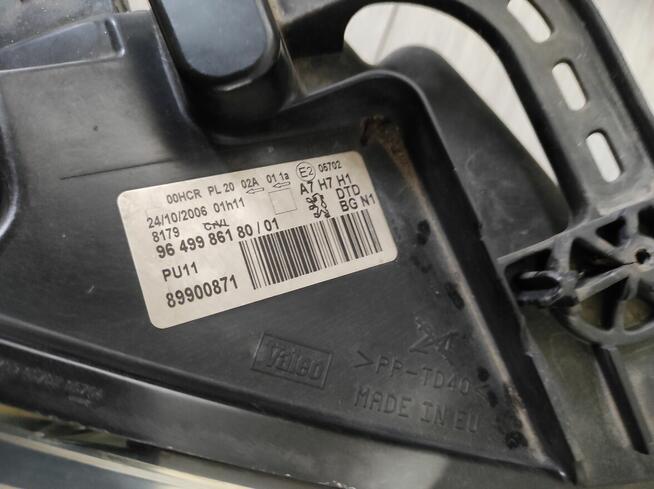 00HCR PL 20 02A 01 1a E2 05702
24/10/2006 01h11 A7 H7 H1
8179 DTD
96 499 861 80 / 01 BG N1
PU11
89900871
24
Valeo
>PP-TD40<
MADE IN EU